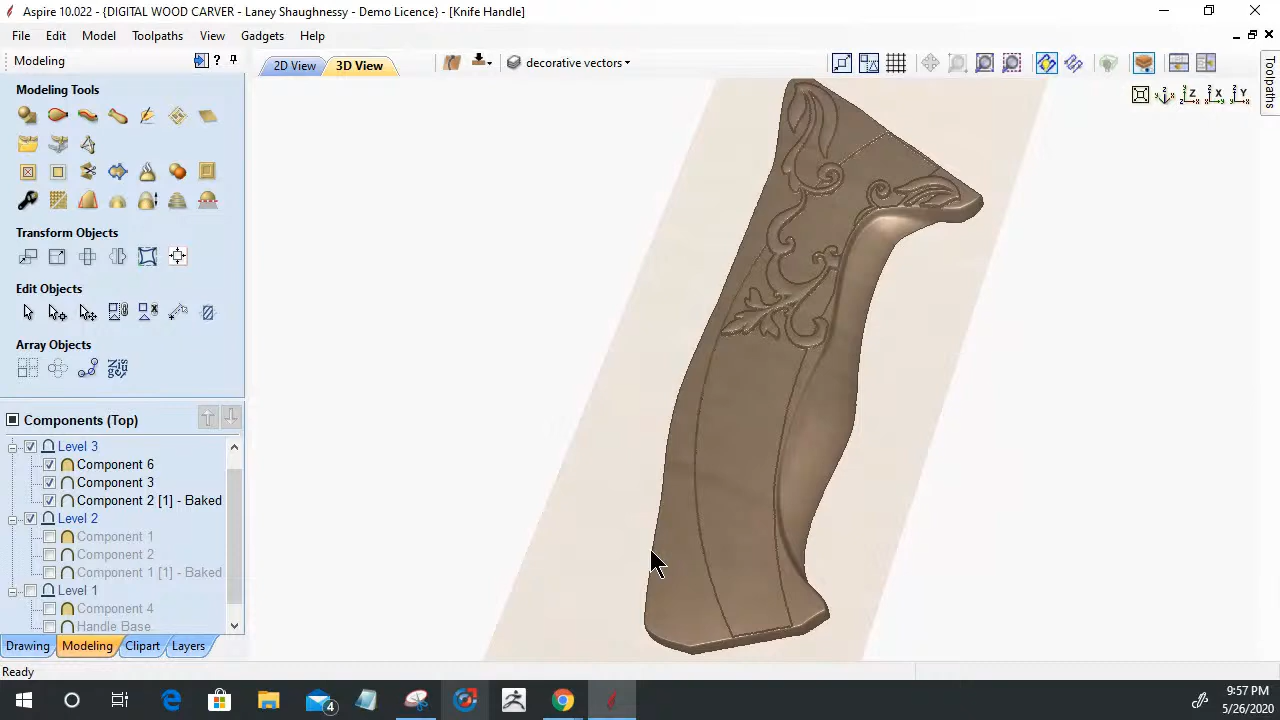 Aspire 10.022 - {DIGITAL WOOD CARVER - Laney Shaughnessy - Demo Licence} - [Knife Handle]
File Edit Model Toolpaths View Gadgets Help
Modeling ?
2D View 3D View decorative vectors
Toolpaths
Z X Y
Modeling Tools
Transform Objects
Edit Objects
Array Objects
Components (Top)
Level 3
Component 6
Component 3
Component 2 [1] - Baked
Level 2
Component 1
Component 2
Component 1 [1] - Baked
Level 1
Component 4
Handle Base
Drawing Modeling Clipart Layers
Ready
4
9:57 PM
5/26/2020